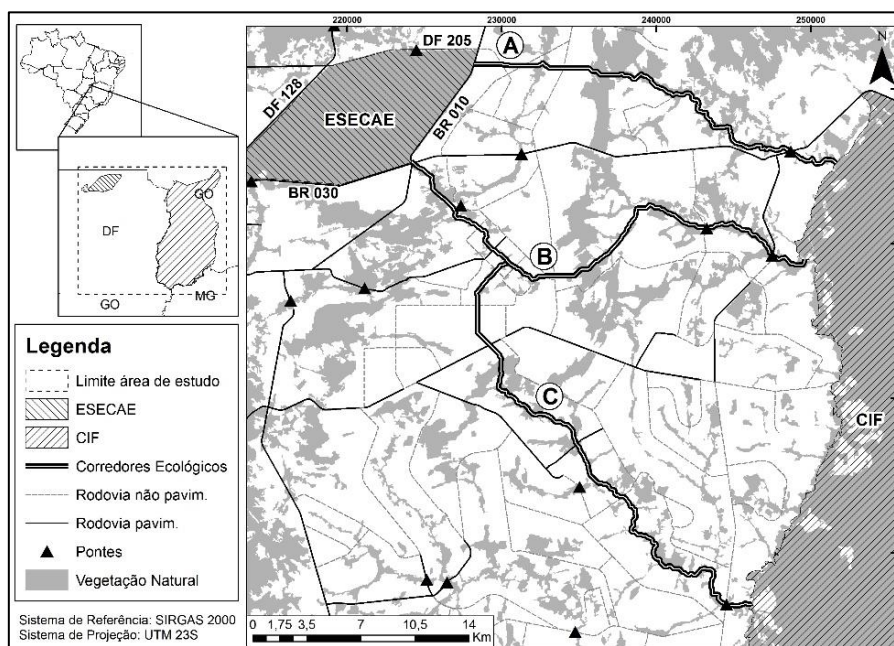 220000
230000
240000
250000
N
DF 205
A
DF 128
BR 010
ESECAE
BR 030
B
C
CIF
GO
DF
MG
GO
Legenda
Limite área de estudo
ESECAE
CIF
Corredores Ecológicos
Rodovia não pavim.
Rodovia pavim.
Pontes
Vegetação Natural
Sistema de Referência: SIRGAS 2000
Sistema de Projeção: UTM 23S
0 1,75 3,5 7 10,5 14
Km